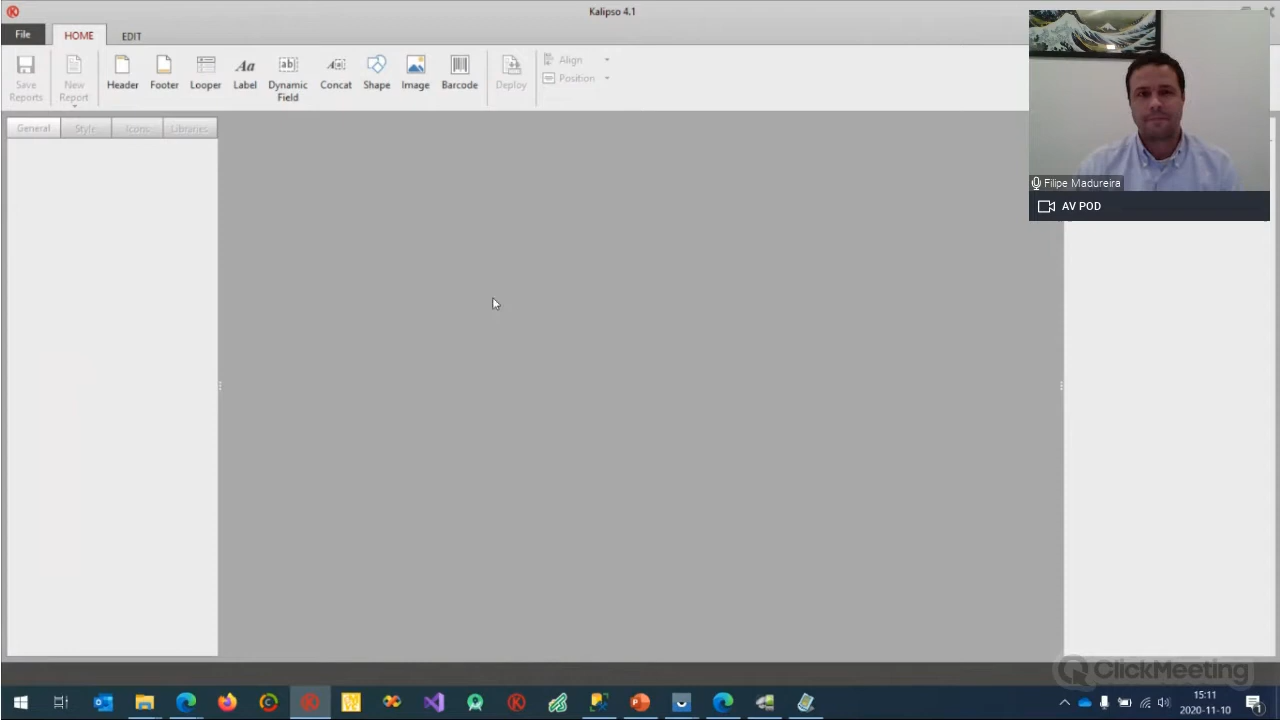 Kalipso 4.1
File
HOME
EDIT
Save Reports
New Report
Header
Footer
Looper
Aa
Label
ab
Dynamic Field
Concat
Shape
Image
Barcode
Deploy
Align
Position
General
Style
Icons
Libraries
Filipe Madureira
AV POD
ClickMeeting
15:11
2020-11-10
1